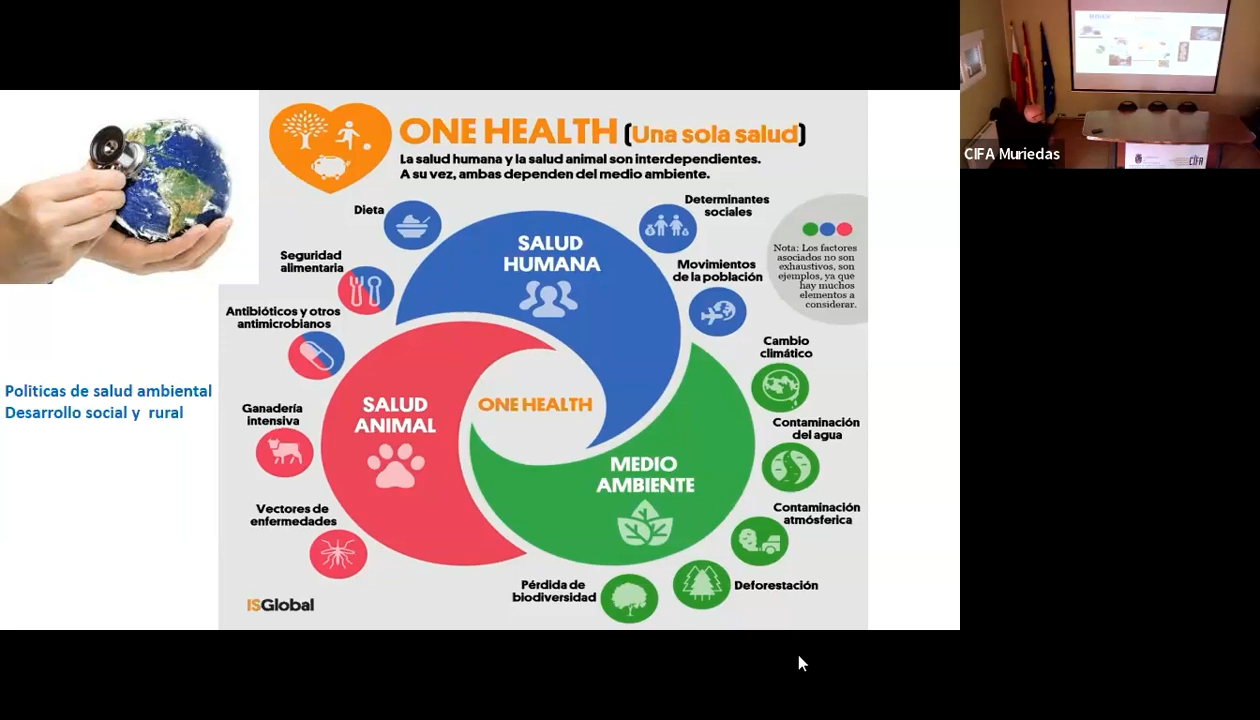 ONE HEALTH (Una sola salud)
La salud humana y la salud animal son interdependientes.
A su vez, ambas dependen del medio ambiente.
Políticas de salud ambiental
Desarrollo social y rural
Dieta
Seguridad
alimentaria
Antibióticos y otros
antimicrobianos
Ganadería
intensiva
Vectores de
enfermedades
SALUD
HUMANA
SALUD
ANIMAL
ONE HEALTH
MEDIO
AMBIENTE
Determinantes
sociales
Movimientos
de la población
Nota: Los factores
asociados no son
exhaustivos, son
ejemplos, ya que
hay muchos
elementos a
considerar.
Cambio
climático
Contaminación
del agua
Contaminación
atmósferica
Deforestación
Pérdida de
biodiversidad
ISGlobal
CIFA Muriedas
CIFA